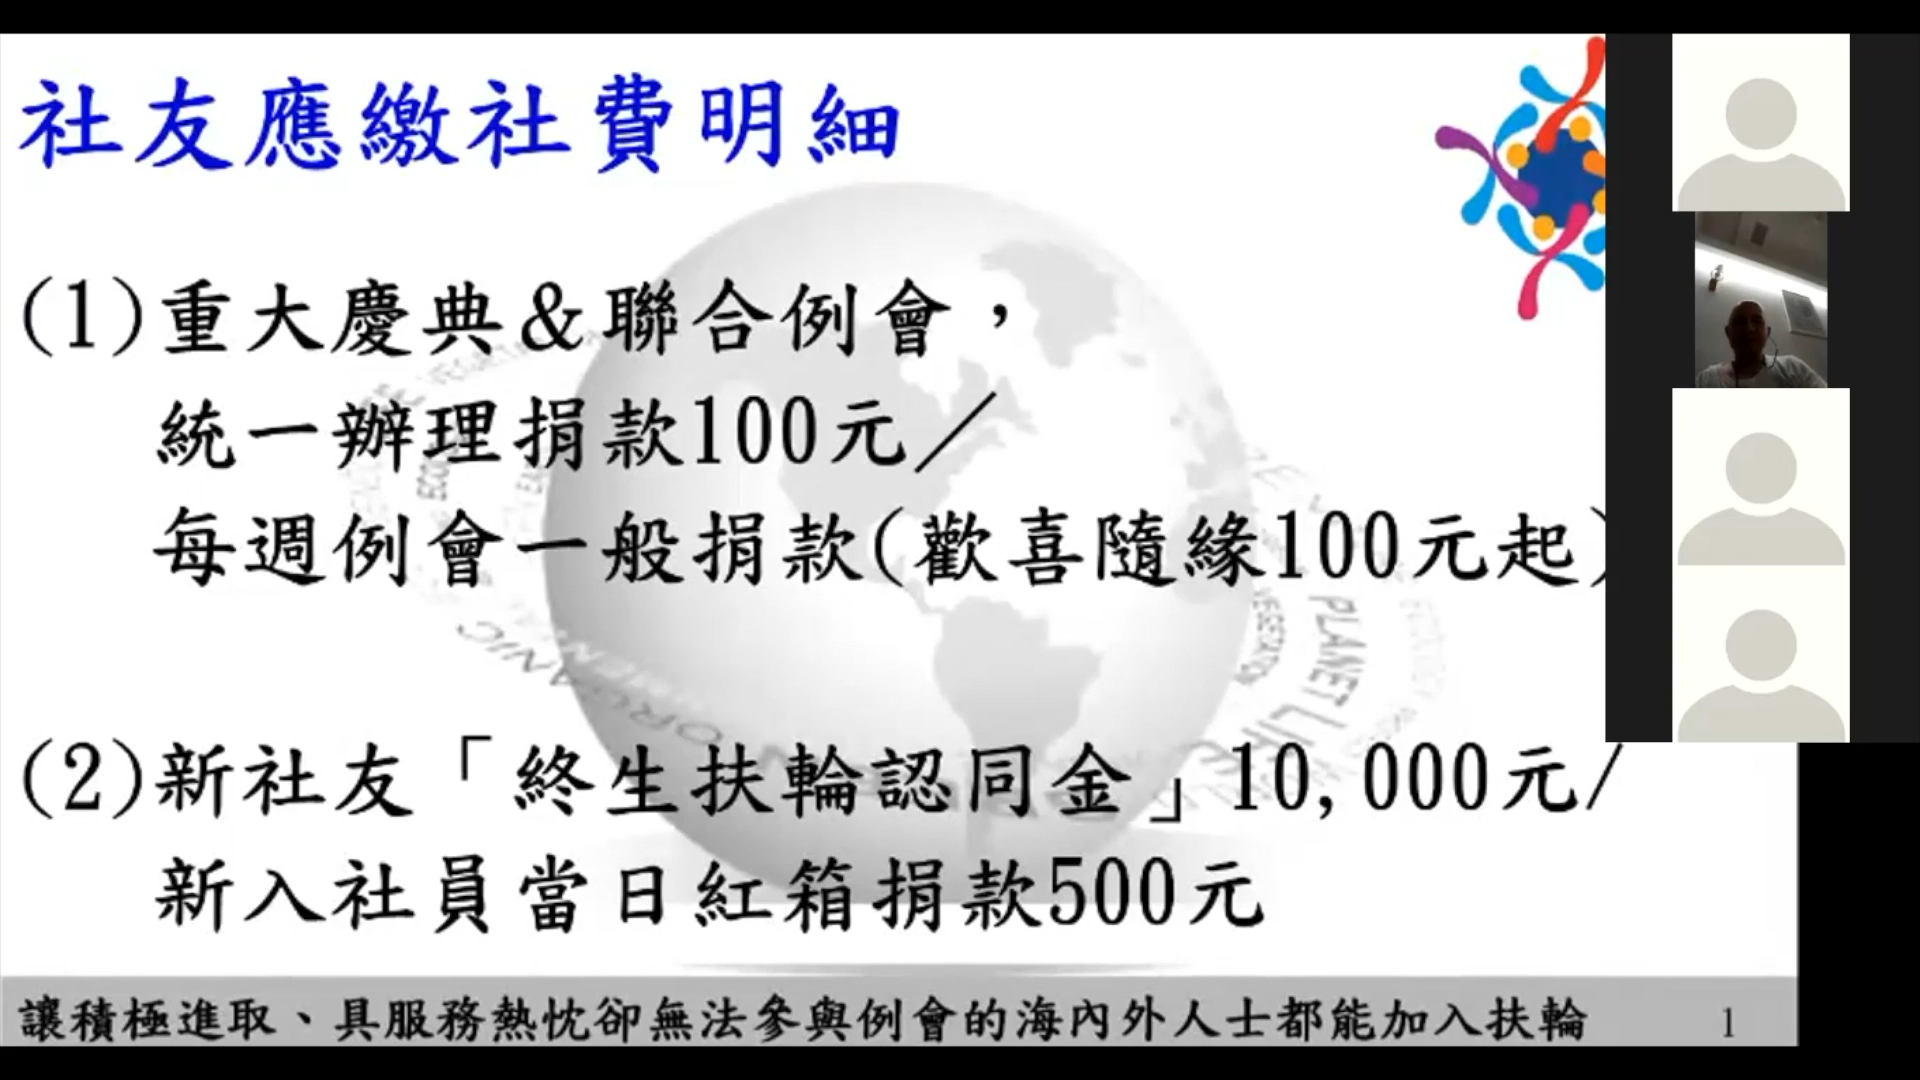 社友應繳社費明細
(1)重大慶典&聯合例會，
統一辦理捐款100元／
每週例會一般捐款(歡喜隨緣100元起)
PLANET LIFE
VEGETATION
ORGANIC
(2)新社友「終生扶輪認同金」10,000元/
新入社員當日紅箱捐款500元
讓積極進取、具服務熱忱卻無法參與例會的海內外人士都能加入扶輪
1